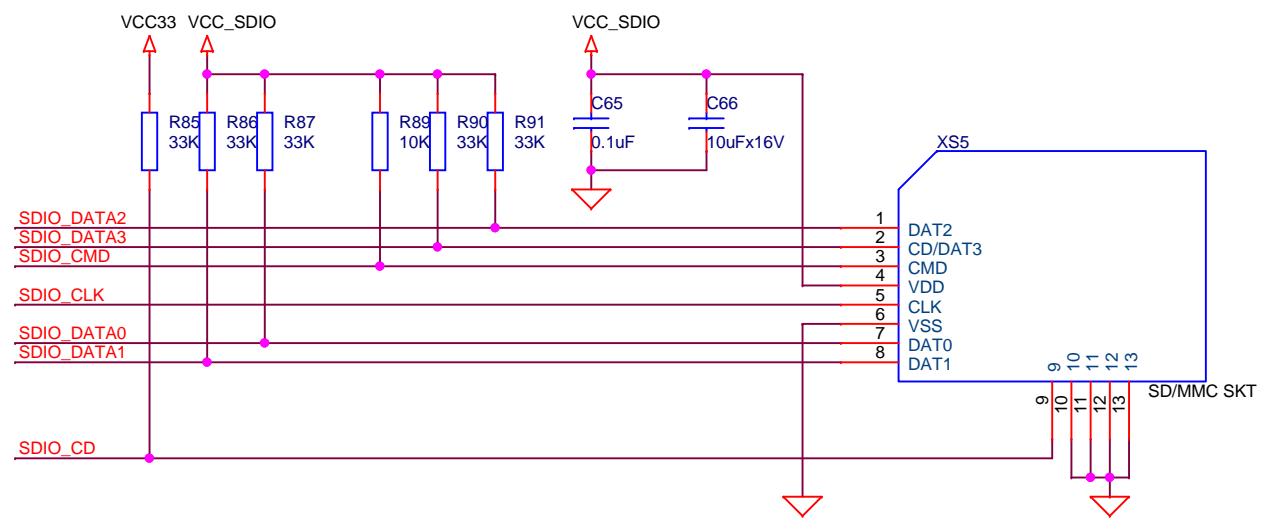 VCC33 VCC_SDIO VCC_SDIO
R85 R86 R87 R89 R90 R91 C65 C66
33K 33K 33K 10K 33K 33K 0.1uF 10uFx16V
XS5
SDIO_DATA2 1 DAT2
SDIO_DATA3 2 CD/DAT3
SDIO_CMD 3 CMD
4 VDD
SDIO_CLK 5 CLK
6 VSS
SDIO_DATA0 7 DAT0
SDIO_DATA1 8 DAT1
9 10 11 12 13
SD/MMC SKT
9 10 11 12 13
SDIO_CD